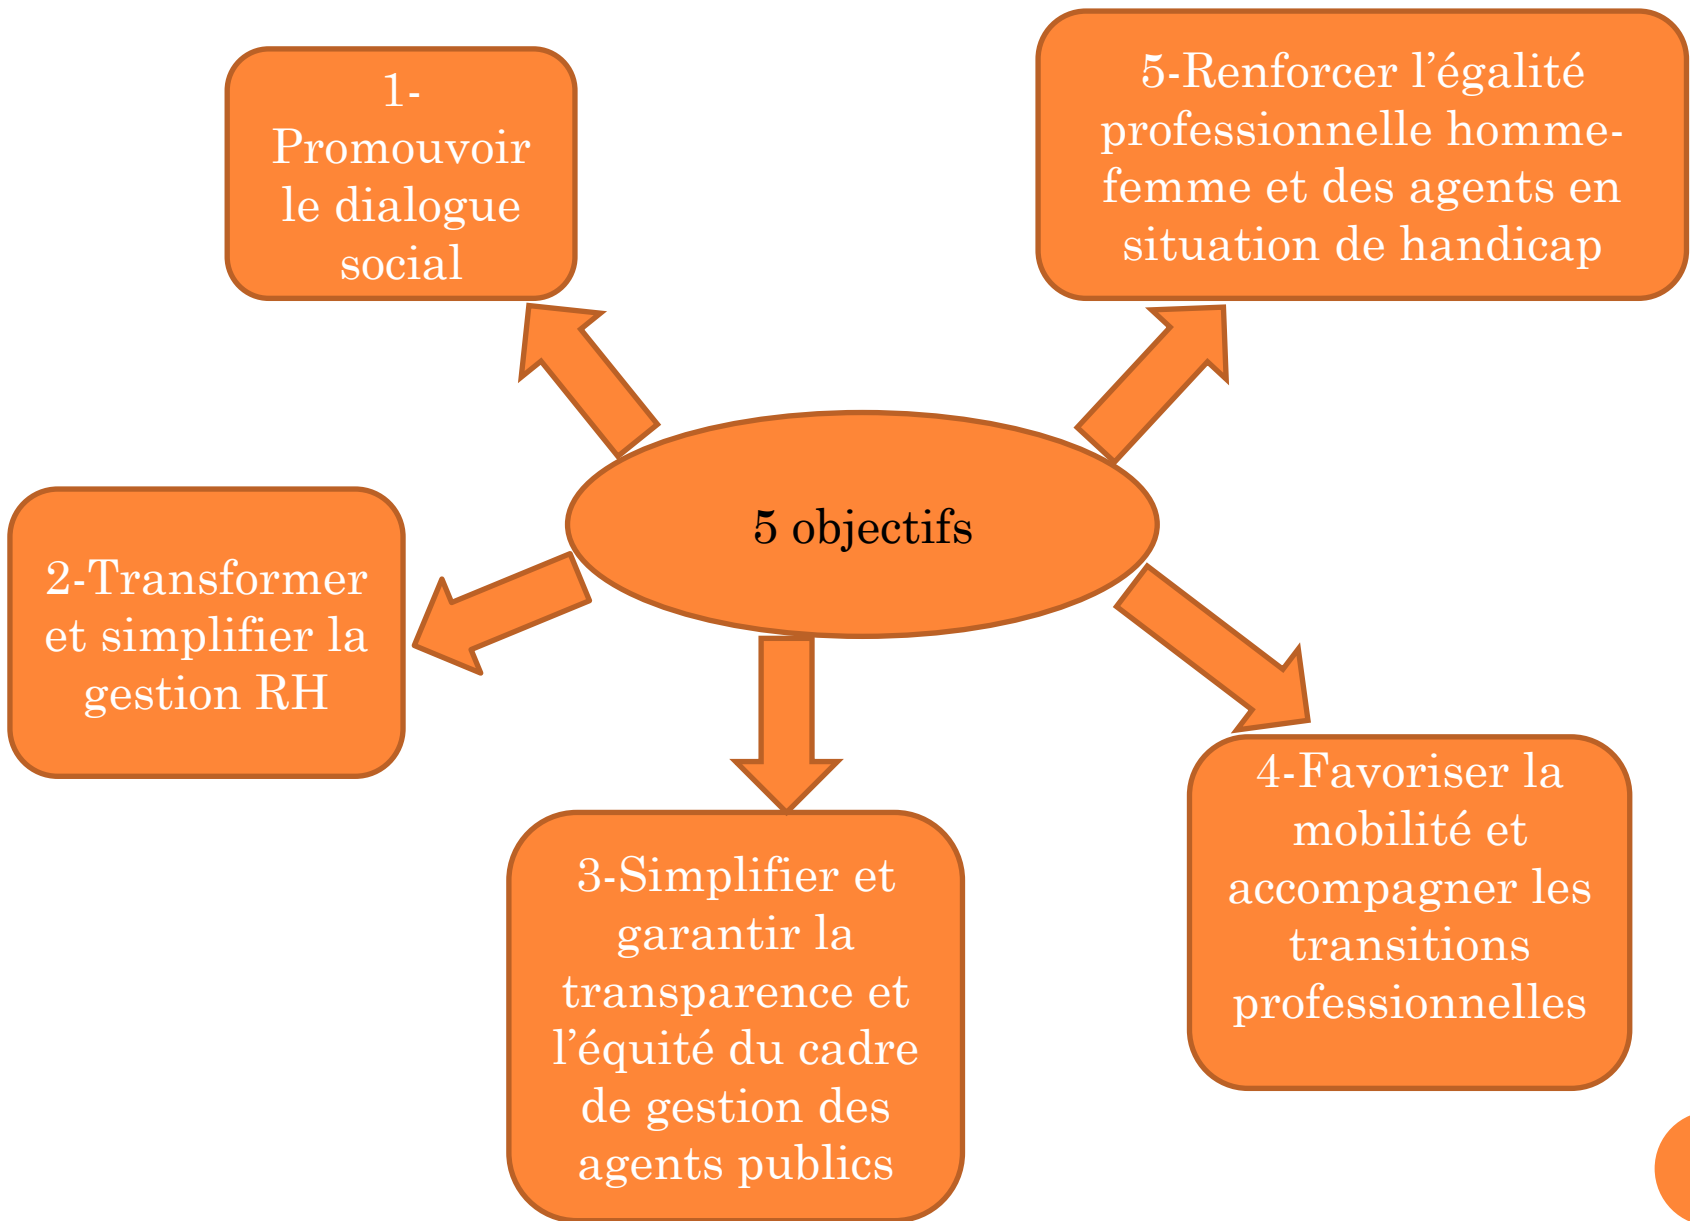 1-
Promouvoir
le dialogue
social
5-Renforcer l’égalité
professionnelle homme-
femme et des agents en
situation de handicap
5 objectifs
2-Transformer
et simplifier la
gestion RH
3-Simplifier et
garantir la
transparence et
l’équité du cadre
de gestion des
agents publics
4-Favoriser la
mobilité et
accompagner les
transitions
professionnelles